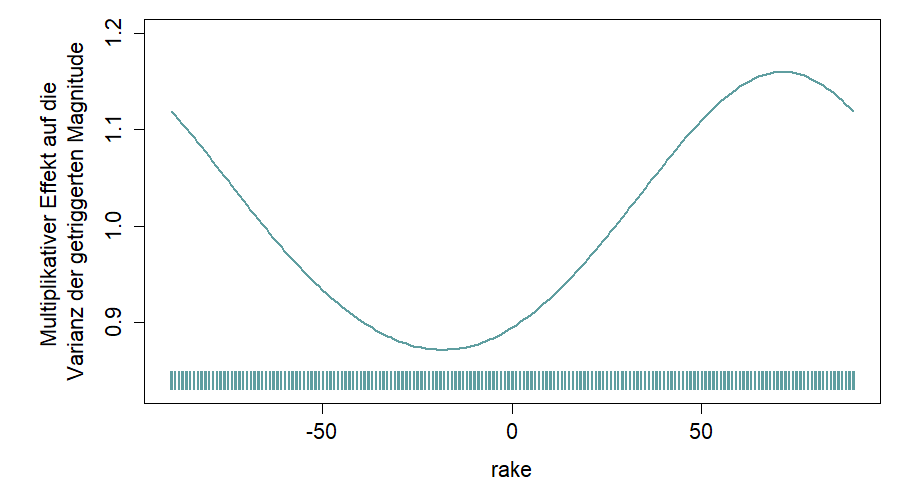 Multiplikativer Effekt auf die
Varianz der getriggerten Magnitude
1.2
1.1
1.0
0.9
-50
0
50
rake